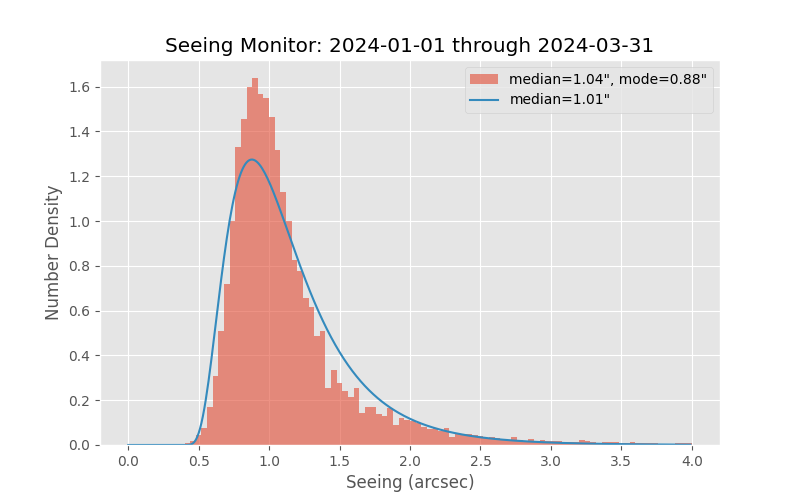 Seeing Monitor: 2024-01-01 through 2024-03-31
median=1.04", mode=0.88"
median=1.01"
Number Density
1.6
1.4
1.2
1.0
0.8
0.6
0.4
0.2
0.0
0.0 0.5 1.0 1.5 2.0 2.5 3.0 3.5 4.0
Seeing (arcsec)